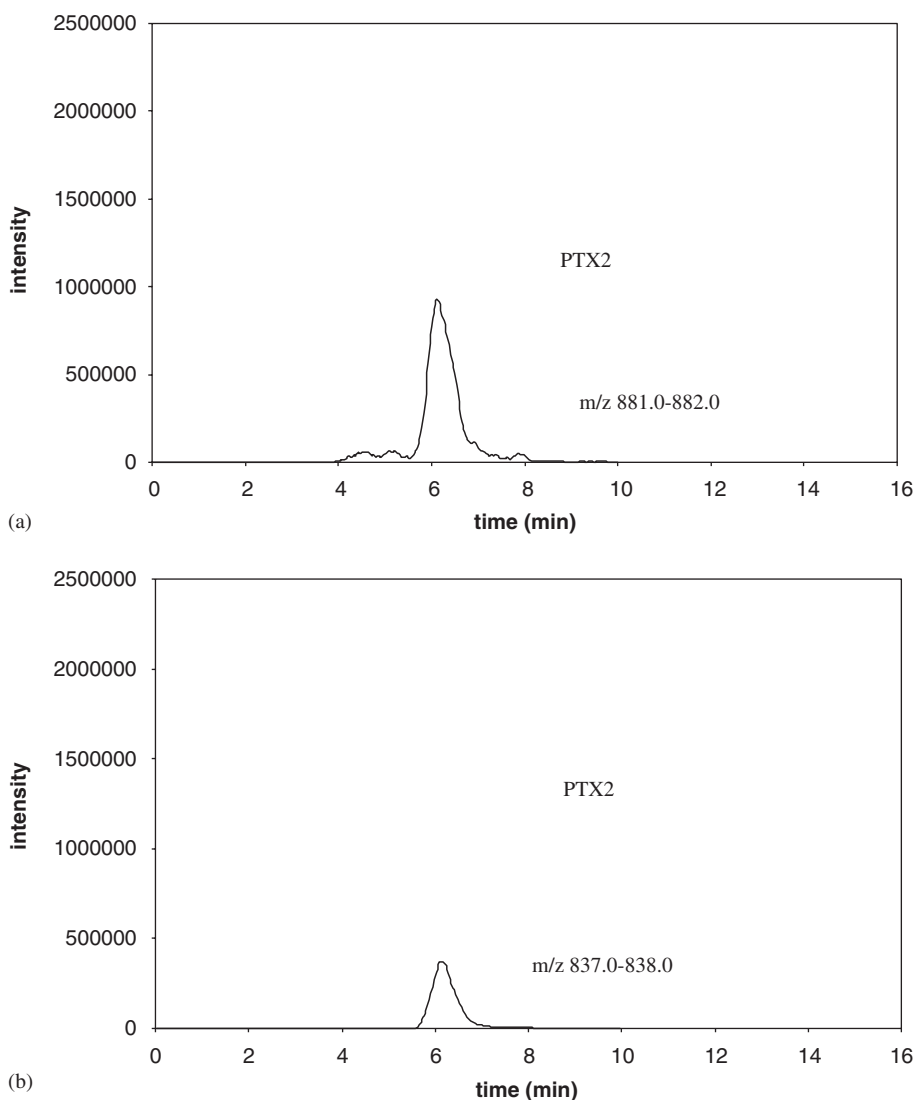 2500000
2000000
1500000
1000000
500000
0
intensity
PTX2
m/z 881.0-882.0
0 2 4 6 8 10 12 14 16
time (min)
(a)
2500000
2000000
1500000
1000000
500000
0
intensity
PTX2
m/z 837.0-838.0
0 2 4 6 8 10 12 14 16
time (min)
(b)